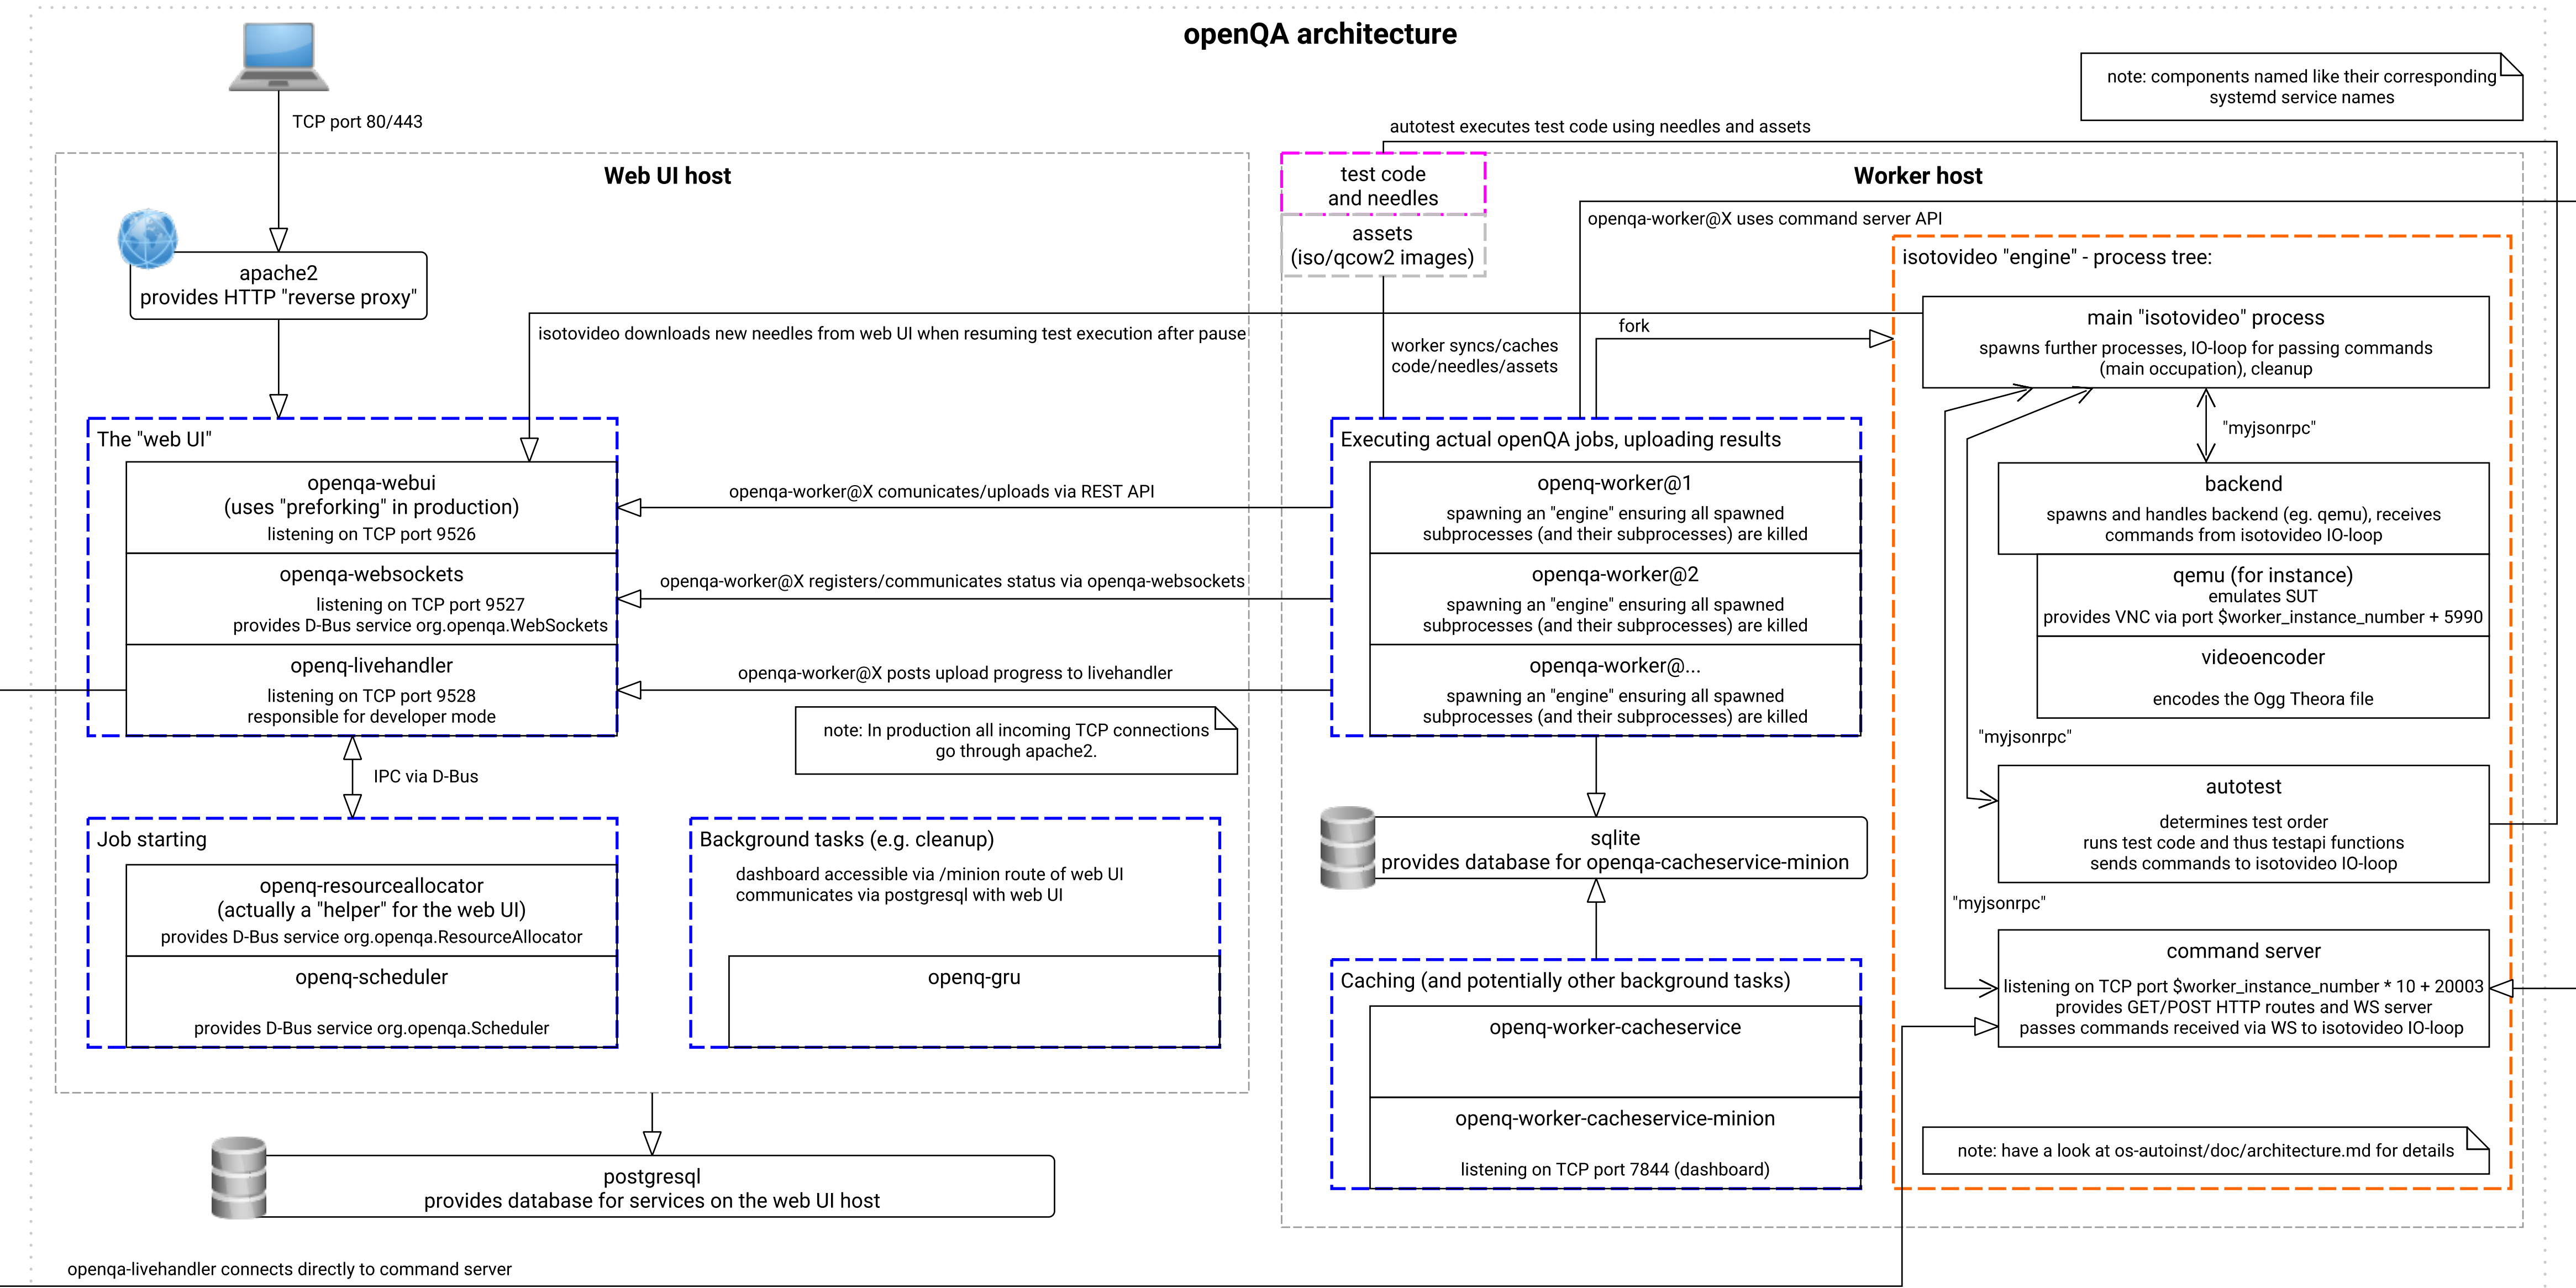 openQA architecture
note: components named like their corresponding
systemd service names
TCP port 80/443
autotest executes test code using needles and assets
Web UI host
test code
and needles
assets
(iso/qcow2 images)
Worker host
openqa-worker@X uses command server API
apache2
provides HTTP "reverse proxy"
isotovideo "engine" - process tree:
isotovideo downloads new needles from web UI when resuming test execution after pause
worker syncs/caches
code/needles/assets
fork
main "isotovideo" process
spawns further processes, IO-loop for passing commands
(main occupation), cleanup
"myjsonrpc"
The "web UI"
openqa-webui
(uses "preforking" in production)
listening on TCP port 9526
openqa-websockets
listening on TCP port 9527
provides D-Bus service org.openqa.WebSockets
openq-livehandler
listening on TCP port 9528
responsible for developer mode
openqa-worker@X comunicates/uploads via REST API
openqa-worker@X registers/communicates status via openqa-websockets
openqa-worker@X posts upload progress to livehandler
note: In production all incoming TCP connections
go through apache2.
Executing actual openQA jobs, uploading results
openq-worker@1
spawning an "engine" ensuring all spawned
subprocesses (and their subprocesses) are killed
openqa-worker@2
spawning an "engine" ensuring all spawned
subprocesses (and their subprocesses) are killed
openqa-worker@...
spawning an "engine" ensuring all spawned
subprocesses (and their subprocesses) are killed
backend
spawns and handles backend (eg. qemu), receives
commands from isotovideo IO-loop
qemu (for instance)
emulates SUT
provides VNC via port $worker_instance_number + 5990
videoencoder
encodes the Ogg Theora file
"myjsonrpc"
IPC via D-Bus
autotest
determines test order
runs test code and thus testapi functions
sends commands to isotovideo IO-loop
Job starting
openq-resourceallocator
(actually a "helper" for the web UI)
provides D-Bus service org.openqa.ResourceAllocator
openq-scheduler
provides D-Bus service org.openqa.Scheduler
Background tasks (e.g. cleanup)
dashboard accessible via /minion route of web UI
communicates via postgresql with web UI
openq-gru
sqlite
provides database for openqa-cacheservice-minion
"myjsonrpc"
command server
listening on TCP port $worker_instance_number * 10 + 20003
provides GET/POST HTTP routes and WS server
passes commands received via WS to isotovideo IO-loop
Caching (and potentially other background tasks)
openq-worker-cacheservice
openq-worker-cacheservice-minion
listening on TCP port 7844 (dashboard)
note: have a look at os-autoinst/doc/architecture.md for details
postgresql
provides database for services on the web UI host
openqa-livehandler connects directly to command server